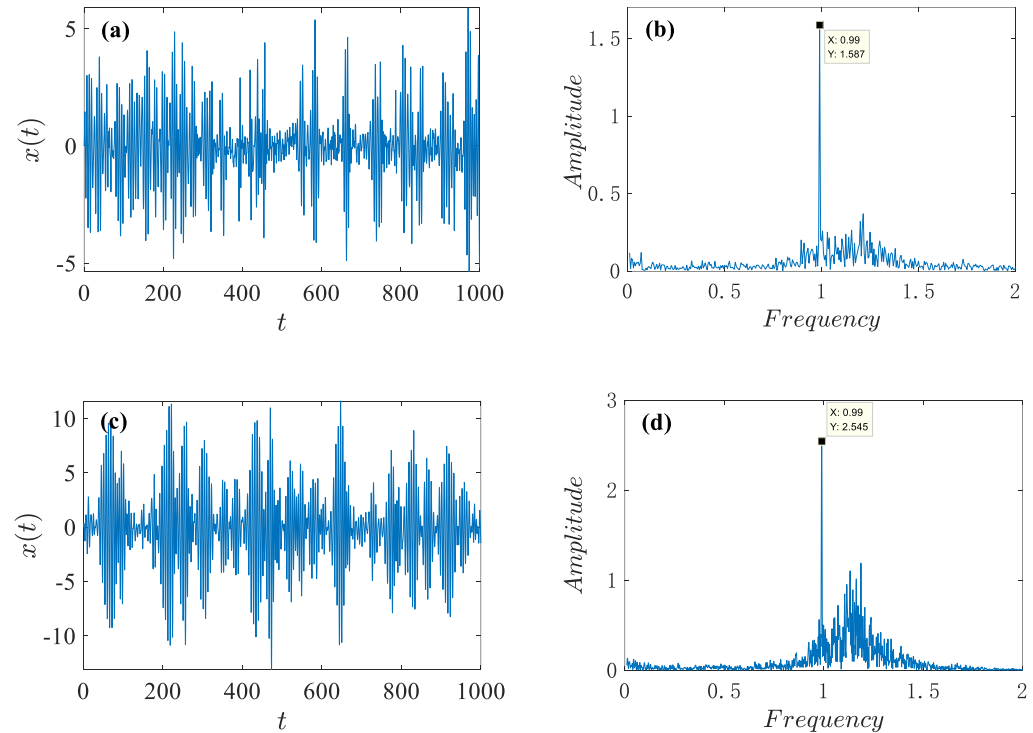 (a)
x(t)
5
0
-5
0 200 400 600 800 1000
t
(b)
Amplitude
1.5
1
0.5
0
X: 0.99
Y: 1.587
0 0.5 1 1.5 2
Frequency
(c)
x(t)
10
5
0
-5
-10
0 200 400 600 800 1000
t
(d)
Amplitude
3
2
1
0
X: 0.99
Y: 2.545
0 0.5 1 1.5 2
Frequency